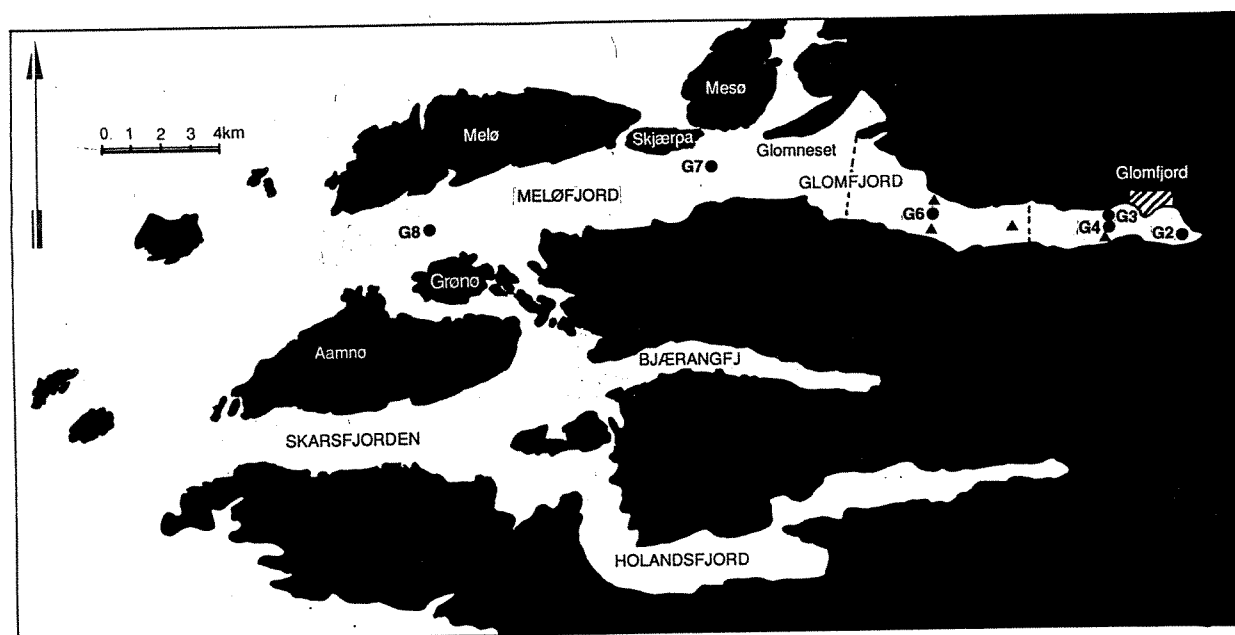 Mesø
0 1 2 3 4km
Melø
Skjærpa
Glomneset
G7
Glomfjord
MELØFJORD
GLOMFJORD
G6
G3
G4
G2
G8
Grønø
Aamnø
BJÆRANGFJ
SKARSFJORDEN
HOLANDSFJORD